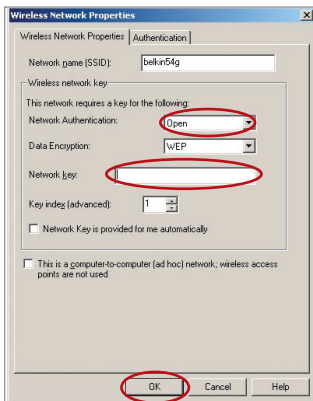 Wireless Network Properties
Wireless Network Properties Authentication
Network name (SSID): belkin54g
Wireless network key
This network requires a key for the following:
Network Authentication: Open
Data Encryption: WEP
Network key:
Key index (advanced): 1
Network Key is provided for me automatically
This is a computer-to-computer (ad hoc) network; wireless access
points are not used
OK Cancel Help